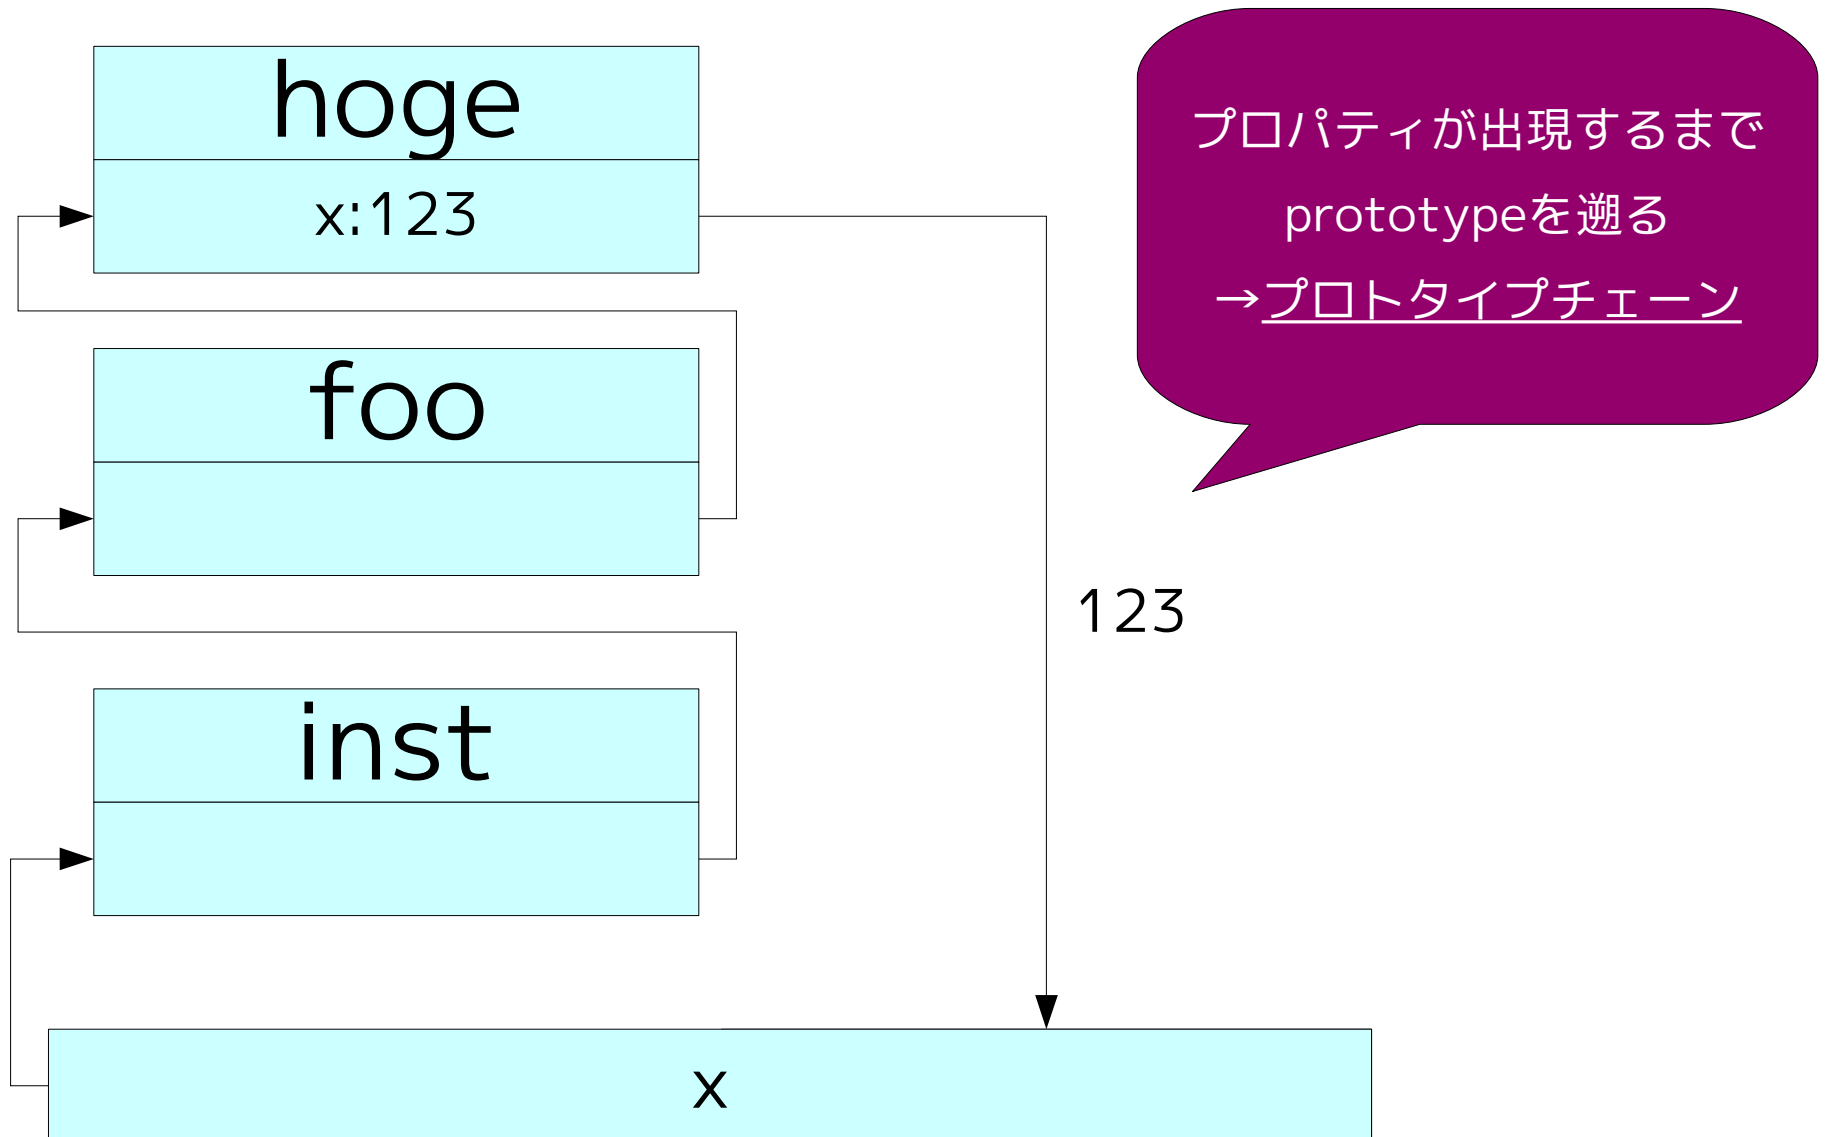 hoge
x:123
foo
inst
x
123
プロパティが出現するまで
prototypeを遡る
→プロトタイプチェーン